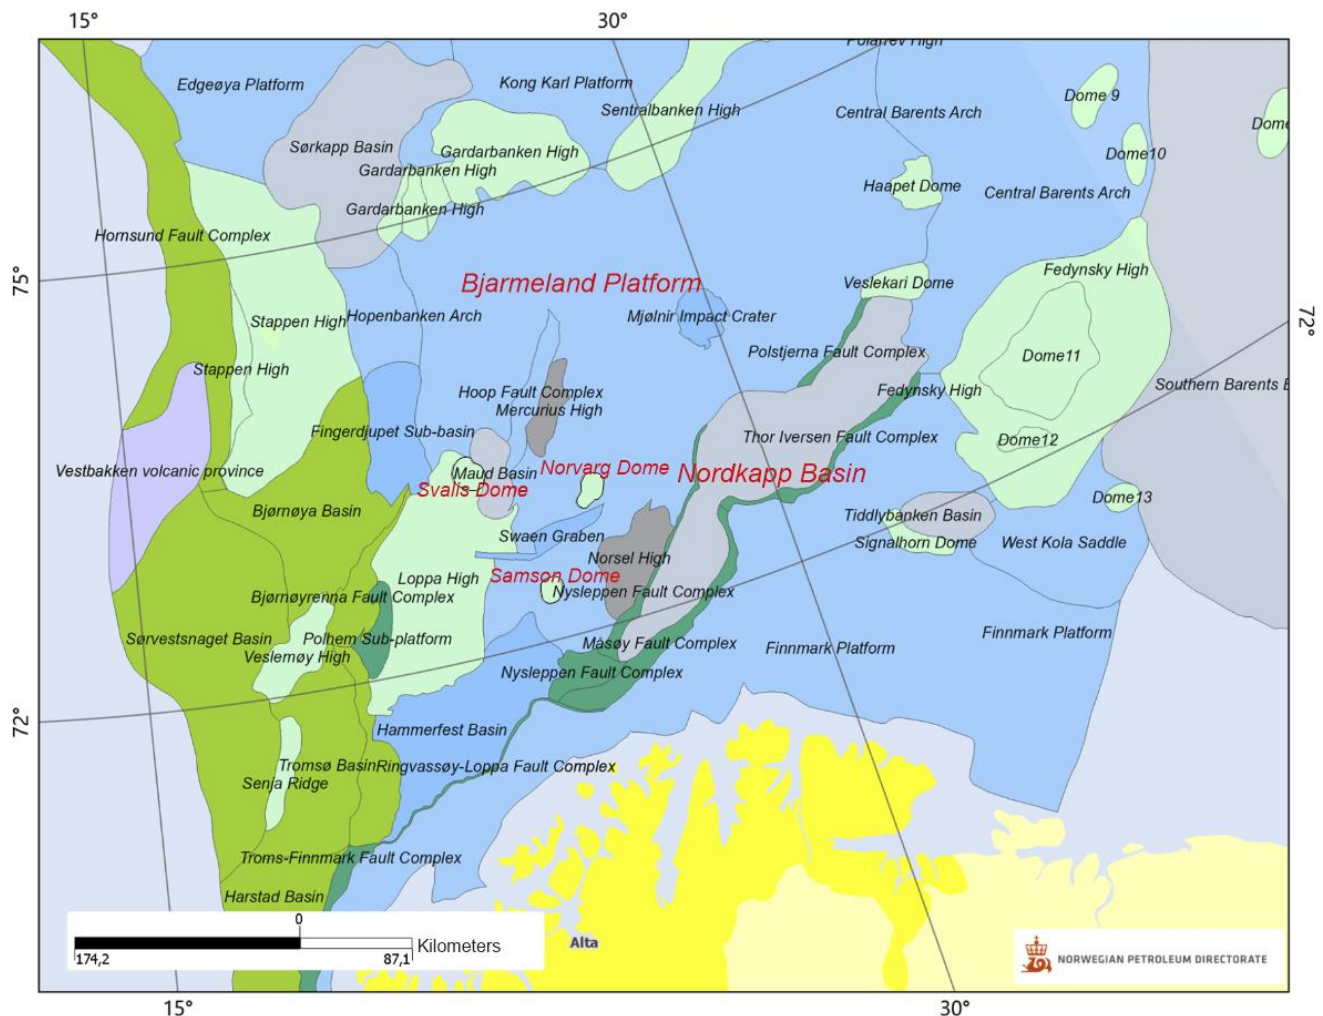 15°
30°
Polarrev High
Edgeøya Platform
Kong Karl Platform
Sentralbanken High
Central Barents Arch
Dome 9
Dome
Sørkapp Basin
Gardarbanken High
Dome10
Gardarbanken High
Haapet Dome
Central Barents Arch
Gardarbanken High
Hornsund Fault Complex
75°
Bjarmeland Platform
Veslekari Dome
Fedynsky High
Stappen High
Hopenbanken Arch
Mjølnir Impact Crater
72°
Polstjerna Fault Complex
Dome11
Stappen High
Hoop Fault Complex
Mercurius High
Fedynsky High
Southern Barents B
Fingerdjupet Sub-basin
Thor Iversen Fault Complex
Dome12
Vestbakken volcanic province
Maud Basin
Norvarg Dome
Nordkapp Basin
Svalis Dome
Dome13
Bjørnøya Basin
Tiddlybanken Basin
Swaen Graben
Signalhorn Dome
West Kola Saddle
Norsel High
Loppa High
Samson Dome
Bjørnøyrenna Fault Complex
Nysleppen Fault Complex
Sørvestsnaget Basin
Polhem Sub-platform
Måsøy Fault Complex
Finnmark Platform
Finnmark Platform
Veslemøy High
Nysleppen Fault Complex
72°
Hammerfest Basin
Tromsø Basin
Ringvassøy-Loppa Fault Complex
Senja Ridge
Troms-Finnmark Fault Complex
Harstad Basin
0
Kilometers
174,2
87,1
Alta
NORWEGIAN PETROLEUM DIRECTORATE
15°
30°